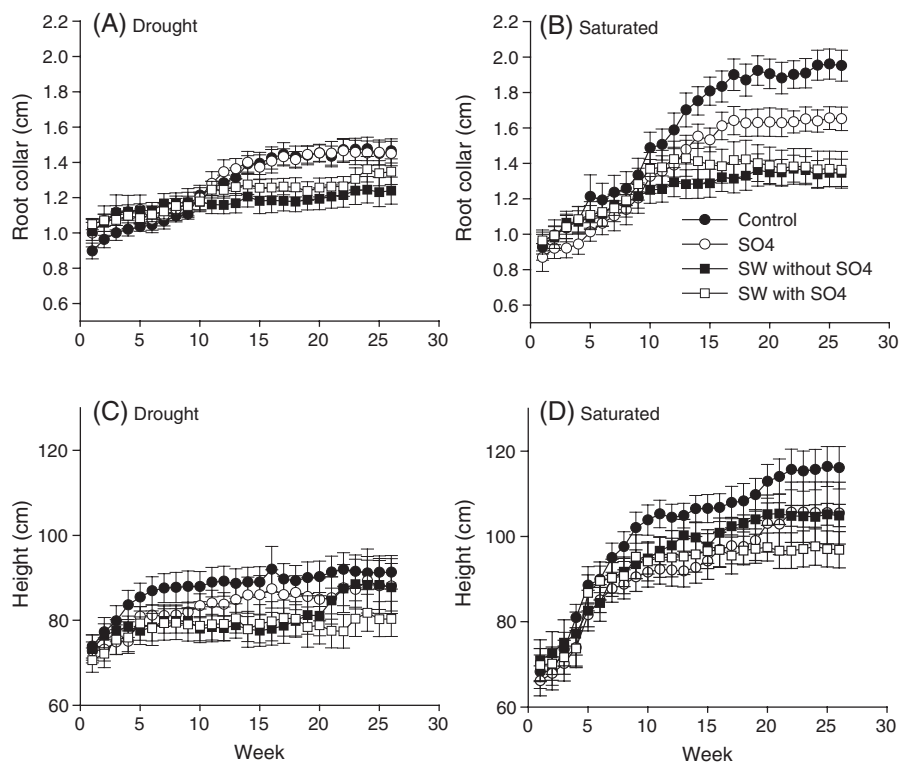 (A) Drought
(B) Saturated
2.2
2.0
1.8
1.6
1.4
1.2
1.0
0.8
0.6
Root collar (cm)
0 5 10 15 20 25 30
2.2
2.0
1.8
1.6
1.4
1.2
1.0
0.8
0.6
Root collar (cm)
Control
SO4
SW without SO4
SW with SO4
0 5 10 15 20 25 30
(C) Drought
(D) Saturated
120
100
80
60
Height (cm)
0 5 10 15 20 25 30
Week
120
100
80
60
Height (cm)
0 5 10 15 20 25 30
Week